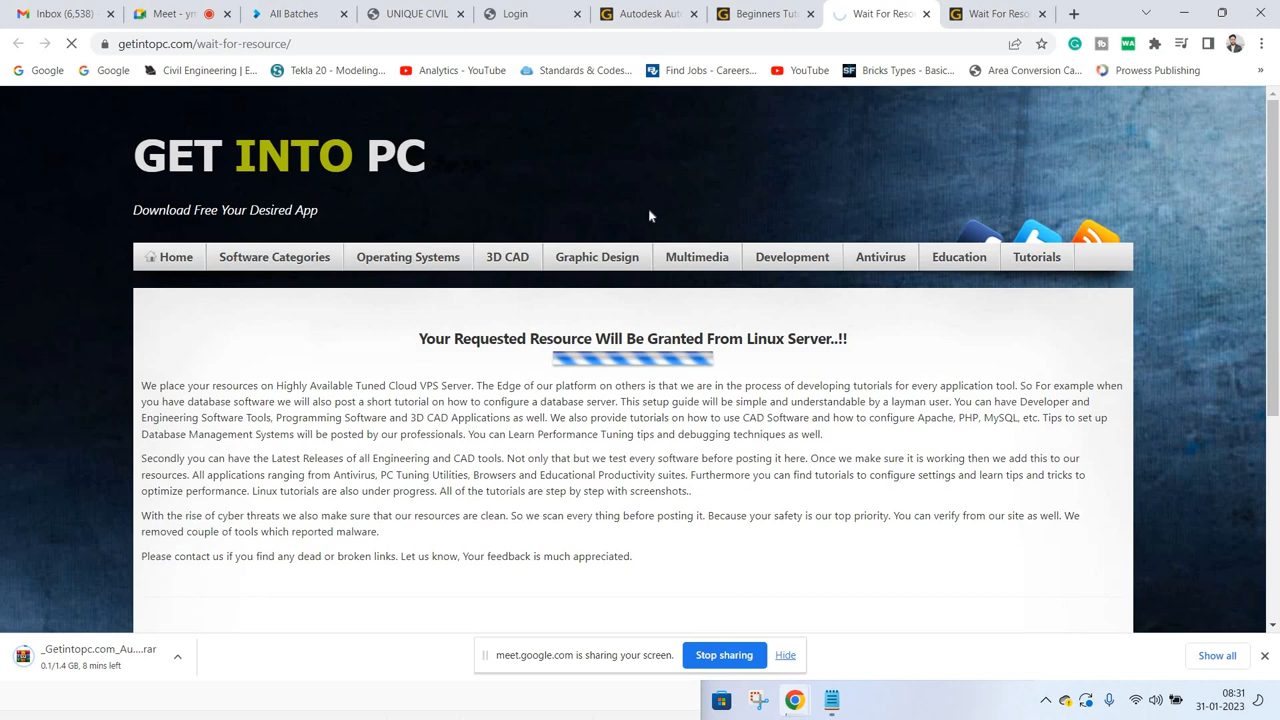 Inbox (6,538)
Meet - ym
All Batches
UNIQUE CIVIL
Login
Autodesk Aut
Beginners Tut
Wait For Reso
Wait For Reso
getintopc.com/wait-for-resource/
Google
Google
Civil Engineering | E...
Tekla 20 - Modeling...
Analytics - YouTube
Standards & Codes...
Find Jobs - Careers...
YouTube
Bricks Types - Basic...
Area Conversion Ca...
Prowess Publishing
»
GET INTO PC
Download Free Your Desired App
Home
Software Categories
Operating Systems
3D CAD
Graphic Design
Multimedia
Development
Antivirus
Education
Tutorials
Your Requested Resource Will Be Granted From Linux Server..!!
We place your resources on Highly Available Tuned Cloud VPS Server. The Edge of our platform on others is that we are in the process of developing tutorials for every application tool. So For example when
you have database software we will also post a short tutorial on how to configure a database server. This setup guide will be simple and understandable by a layman user. You can have Developer and
Engineering Software Tools, Programming Software and 3D CAD Applications as well. We also provide tutorials on how to use CAD Software and how to configure Apache, PHP, MySQL, etc. Tips to set up
Database Management Systems will be posted by our professionals. You can Learn Performance Tuning tips and debugging techniques as well.
Secondly you can have the Latest Releases of all Engineering and CAD tools. Not only that but we test every software before posting it here. Once we make sure it is working then we add this to our
resources. All applications ranging from Antivirus, PC Tuning Utilities, Browsers and Educational Productivity suites. Furthermore you can find tutorials to configure settings and learn tips and tricks to
optimize performance. Linux tutorials are also under progress. All of the tutorials are step by step with screenshots..
With the rise of cyber threats we also make sure that our resources are clean. So we scan every thing before posting it. Because your safety is our top priority. You can verify from our site as well. We
removed couple of tools which reported malware.
Please contact us if you find any dead or broken links. Let us know, Your feedback is much appreciated.
_Getintopc.com_Au....rar
0.1/1.4 GB, 8 mins left
meet.google.com is sharing your screen.
Stop sharing
Hide
Show all
08:31
31-01-2023